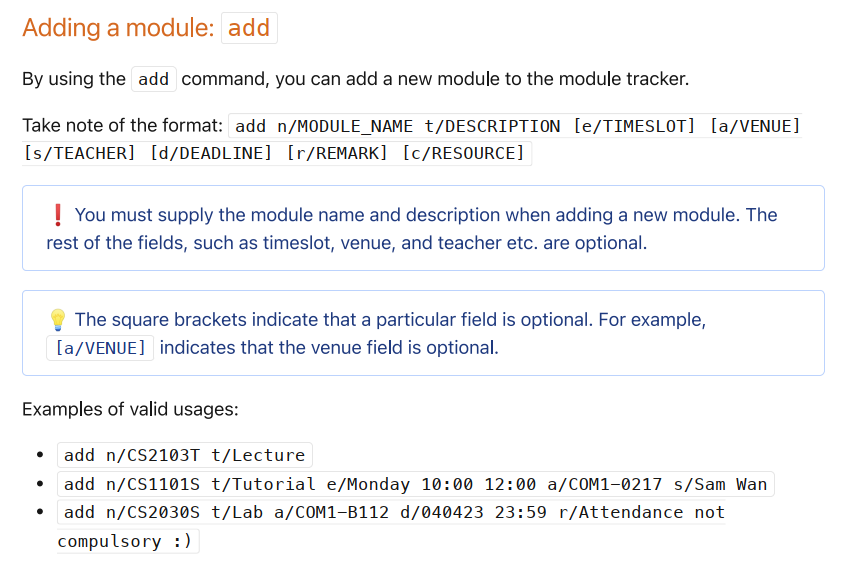 Adding a module: add
By using the add command, you can add a new module to the module tracker.
Take note of the format: add n/MODULE_NAME t/DESCRIPTION [e/TIMESLOT] [a/VENUE]
[s/TEACHER] [d/DEADLINE] [r/REMARK] [c/RESOURCE]
❗ You must supply the module name and description when adding a new module. The
rest of the fields, such as timeslot, venue, and teacher etc. are optional.
💡 The square brackets indicate that a particular field is optional. For example,
[a/VENUE] indicates that the venue field is optional.
Examples of valid usages:
• add n/CS2103T t/Lecture
• add n/CS1101S t/Tutorial e/Monday 10:00 12:00 a/COM1-0217 s/Sam Wan
• add n/CS2030S t/Lab a/COM1-B112 d/040423 23:59 r/Attendance not
compulsory :)